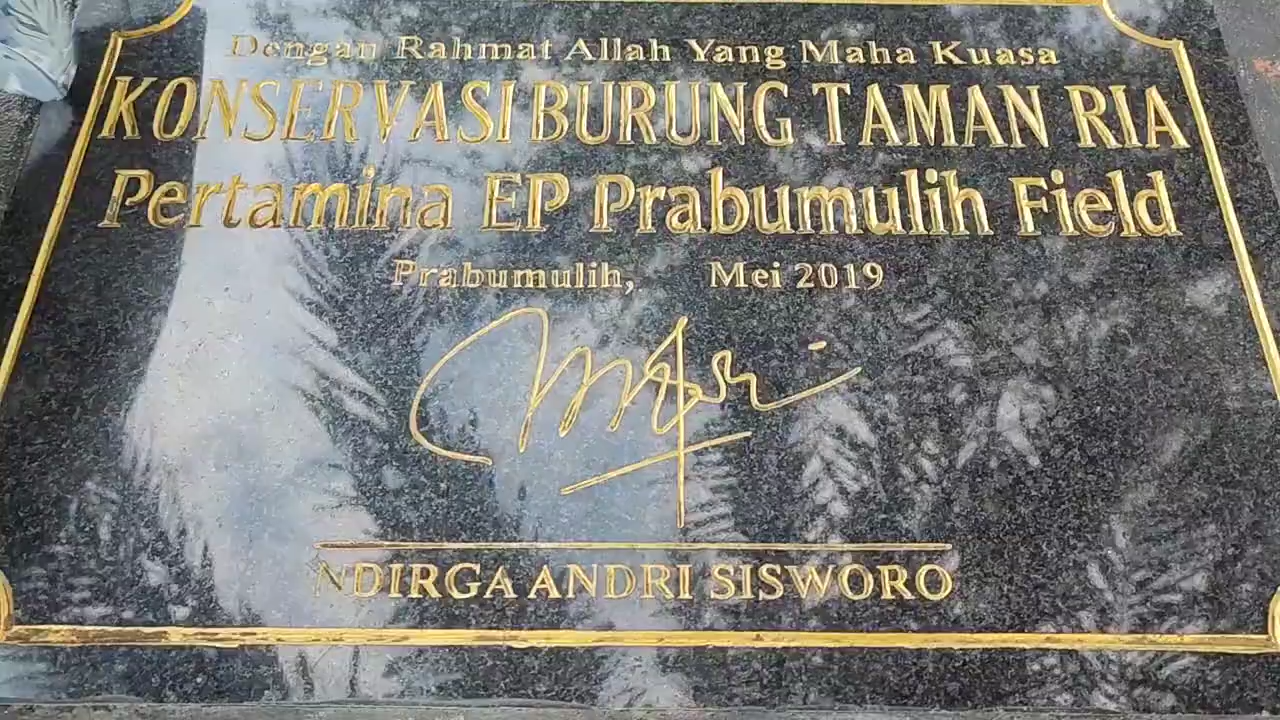 Dengan Rahmat Allah Yang Maha Kuasa
KONSERVASI BURUNG TAMAN RIA
Pertamina EP Prabumulih Field
Prabumulih, Mei 2019
NDIRGA ANDRI SISWORO